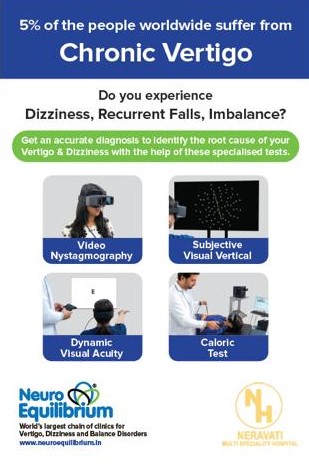 5% of the people worldwide suffer from
Chronic Vertigo
Do you experience
Dizziness, Recurrent Falls, Imbalance?
Get an accurate diagnosis to identify the root cause of your
Vertigo & Dizziness with the help of these specialised tests.
Video
Nystagmography
Subjective
Visual Vertical
E
Dynamic
Visual Acuity
Caloric
Test
Neuro
Equilibrium
World's largest chain of clinics for
Vertigo, Dizziness and Balance Disorders
www.neuroequilibrium.in
NH
NERAVATI
MULTI SPECIALITY HOSPITAL